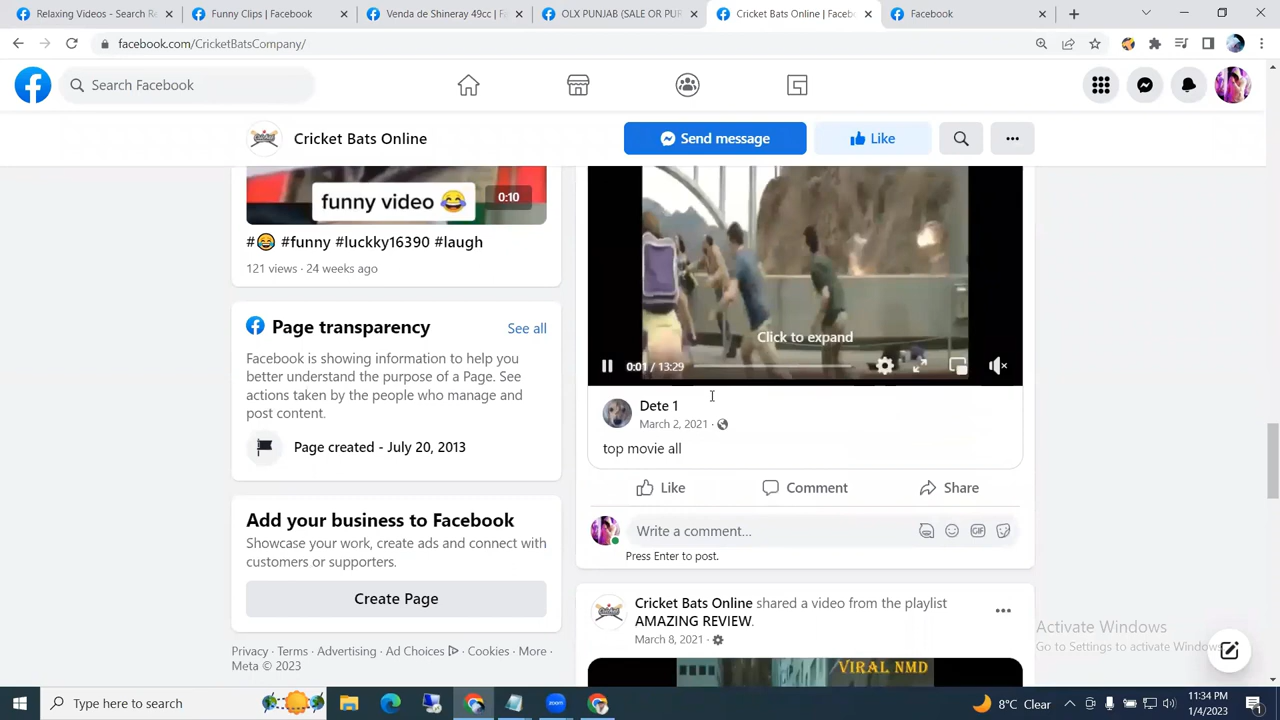 Relaxing Videos - Search Re
Funny Clips | Facebook
Venda de Shineray 49cc | Fa
OLX PUNJAB (SALE OR PUR
Cricket Bats Online | Faceb
Facebook
facebook.com/CricketBatsCompany/
Search Facebook
Cricket Bats Online
Send message
Like
funny video 😂
0:10
#😂 #funny #luckky16390 #laugh
121 views · 24 weeks ago
Page transparency
See all
Facebook is showing information to help you
better understand the purpose of a Page. See
actions taken by the people who manage and
post content.
Page created - July 20, 2013
Add your business to Facebook
Showcase your work, create ads and connect with
customers or supporters.
Create Page
Privacy · Terms · Advertising · Ad Choices · Cookies · More ·
Meta © 2023
Click to expand
0:01 / 13:29
Dete 1
March 2, 2021 ·
top movie all
Like
Comment
Share
Write a comment...
GIF
Press Enter to post.
Cricket Bats Online shared a video from the playlist
AMAZING REVIEW.
March 8, 2021 ·
VIRAL NMD
Activate Windows
Go to Settings to activate Windows.
Type here to search
8°C Clear
11:34 PM
1/4/2023